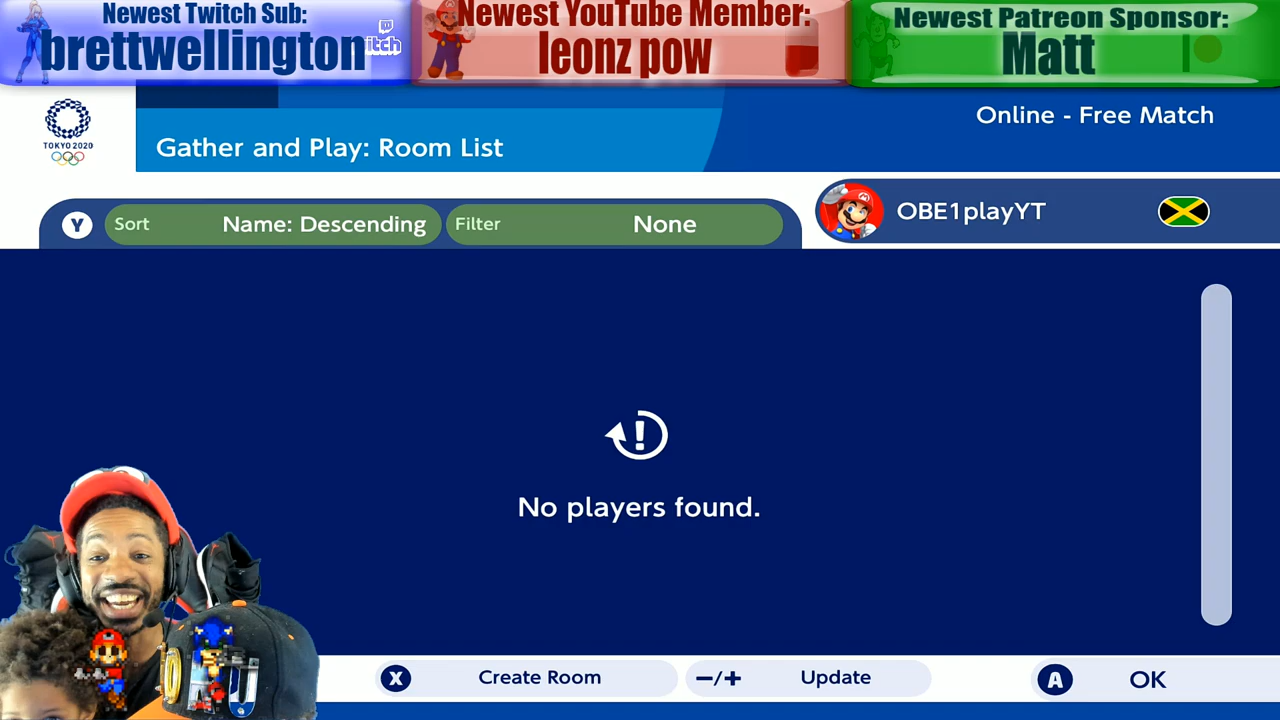 Newest Twitch Sub:
brettwellington
Newest YouTube Member:
leonz pow
Newest Patreon Sponsor:
Matt
TOKYO 2020
Gather and Play: Room List
Online - Free Match
Y Sort Name: Descending Filter None
OBE1playYT
!
No players found.
X Create Room
−/+ Update
A OK